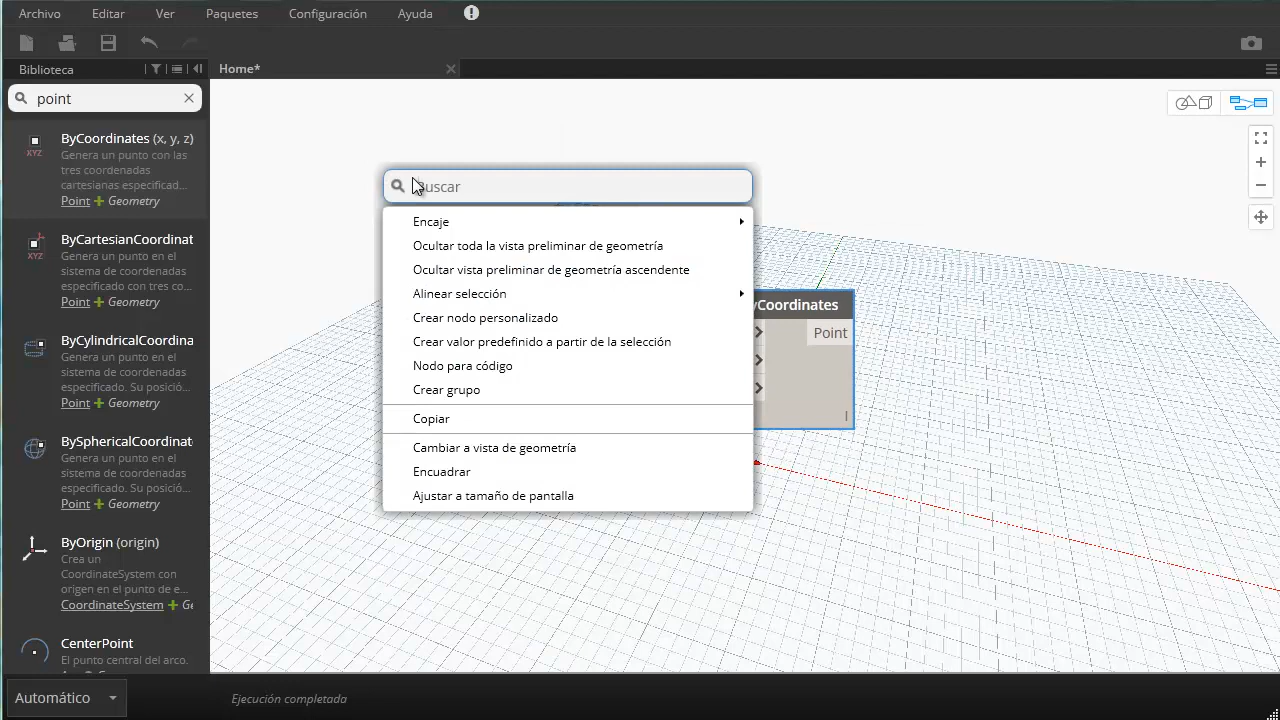 Archivo
Editar
Ver
Paquetes
Configuración
Ayuda
Biblioteca
Home*
point
ByCoordinates (x, y, z)
Genera un punto con las
tres coordenadas
cartesianas especificad...
Point + Geometry
XYZ
ByCartesianCoordinat
Genera un punto en el
sistema de coordenadas
especificado con tres co...
Point + Geometry
XYZ
ByCylindricalCoordina
Genera un punto en el
sistema de coordenadas
especificado. Su posició...
Point + Geometry
BySphericalCoordinat
Genera un punto en el
sistema de coordenadas
especificado. Su posició...
Point + Geometry
ByOrigin (origin)
Crea un
CoordinateSystem con
origen en el punto de e...
CoordinateSystem + Ge
CenterPoint
El punto central del arco.
Buscar
Encaje
Ocultar toda la vista preliminar de geometría
Ocultar vista preliminar de geometría ascendente
Alinear selección
Crear nodo personalizado
Crear valor predefinido a partir de la selección
Nodo para código
Crear grupo
Copiar
Cambiar a vista de geometría
Encuadrar
Ajustar a tamaño de pantalla
yCoordinates
Point
Automático
Ejecución completada